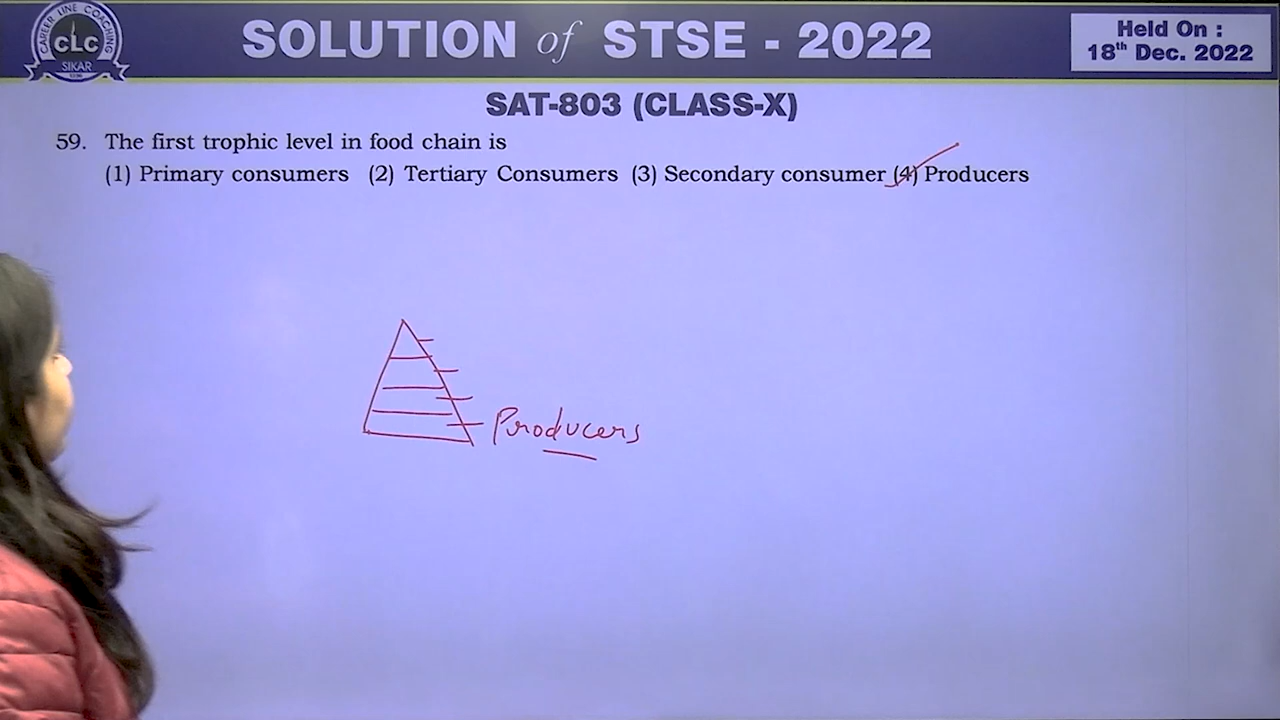 CAREER LINE COACHING
CLC
SIKAR
SOLUTION of STSE - 2022
Held On :
18th Dec. 2022
SAT-803 (CLASS-X)
59. The first trophic level in food chain is
(1) Primary consumers (2) Tertiary Consumers (3) Secondary consumer (4) Producers
Producers